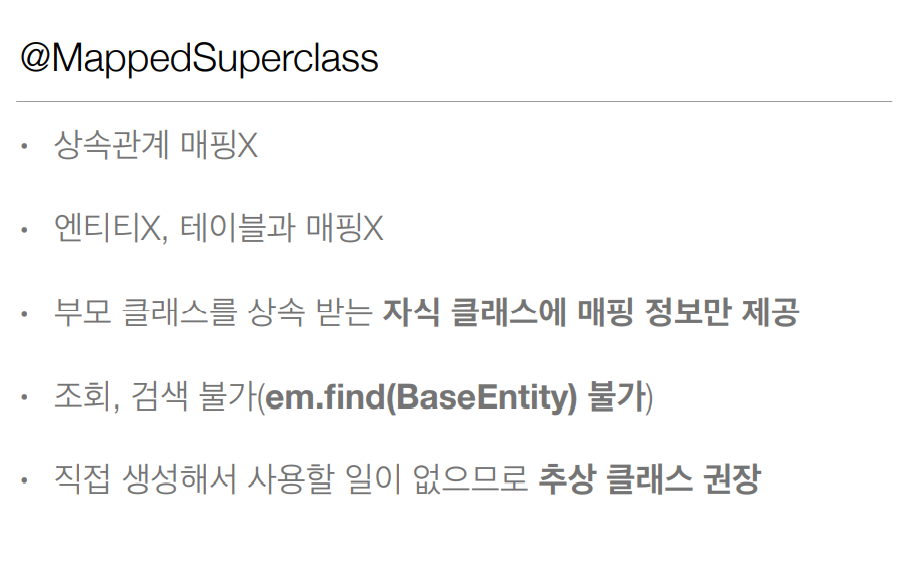 @MappedSuperclass
• 상속관계 매핑X
• 엔티티X, 테이블과 매핑X
• 부모 클래스를 상속 받는 자식 클래스에 매핑 정보만 제공
• 조회, 검색 불가(em.find(BaseEntity) 불가)
• 직접 생성해서 사용할 일이 없으므로 추상 클래스 권장